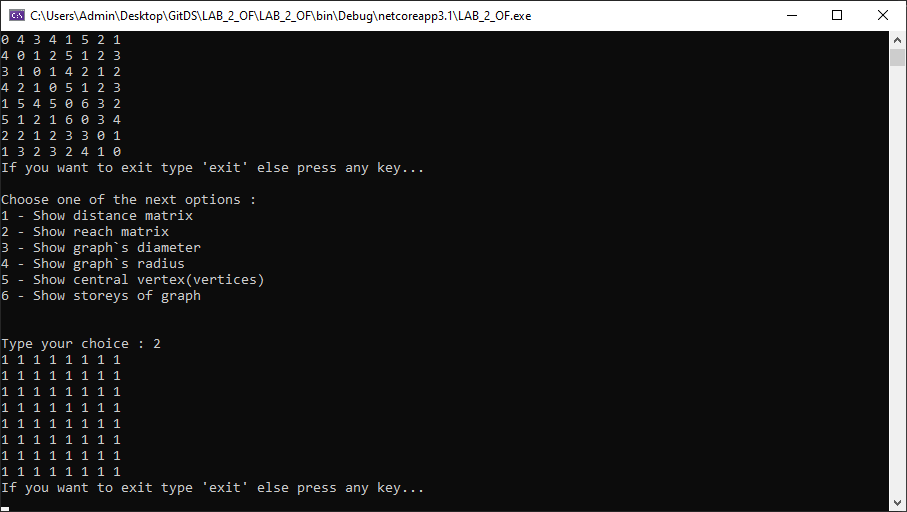 C:\Users\Admin\Desktop\GitDS\LAB_2_OF\LAB_2_OF\bin\Debug\netcoreapp3.1\LAB_2_OF.exe
0 4 3 4 1 5 2 1
4 0 1 2 5 1 2 3
3 1 0 1 4 2 1 2
4 2 1 0 5 1 2 3
1 5 4 5 0 6 3 2
5 1 2 1 6 0 3 4
2 2 1 2 3 3 0 1
1 3 2 3 2 4 1 0
If you want to exit type 'exit' else press any key...
Choose one of the next options :
1 - Show distance matrix
2 - Show reach matrix
3 - Show graph`s diameter
4 - Show graph`s radius
5 - Show central vertex(vertices)
6 - Show storeys of graph
Type your choice : 2
1 1 1 1 1 1 1 1
1 1 1 1 1 1 1 1
1 1 1 1 1 1 1 1
1 1 1 1 1 1 1 1
1 1 1 1 1 1 1 1
1 1 1 1 1 1 1 1
1 1 1 1 1 1 1 1
1 1 1 1 1 1 1 1
If you want to exit type 'exit' else press any key...